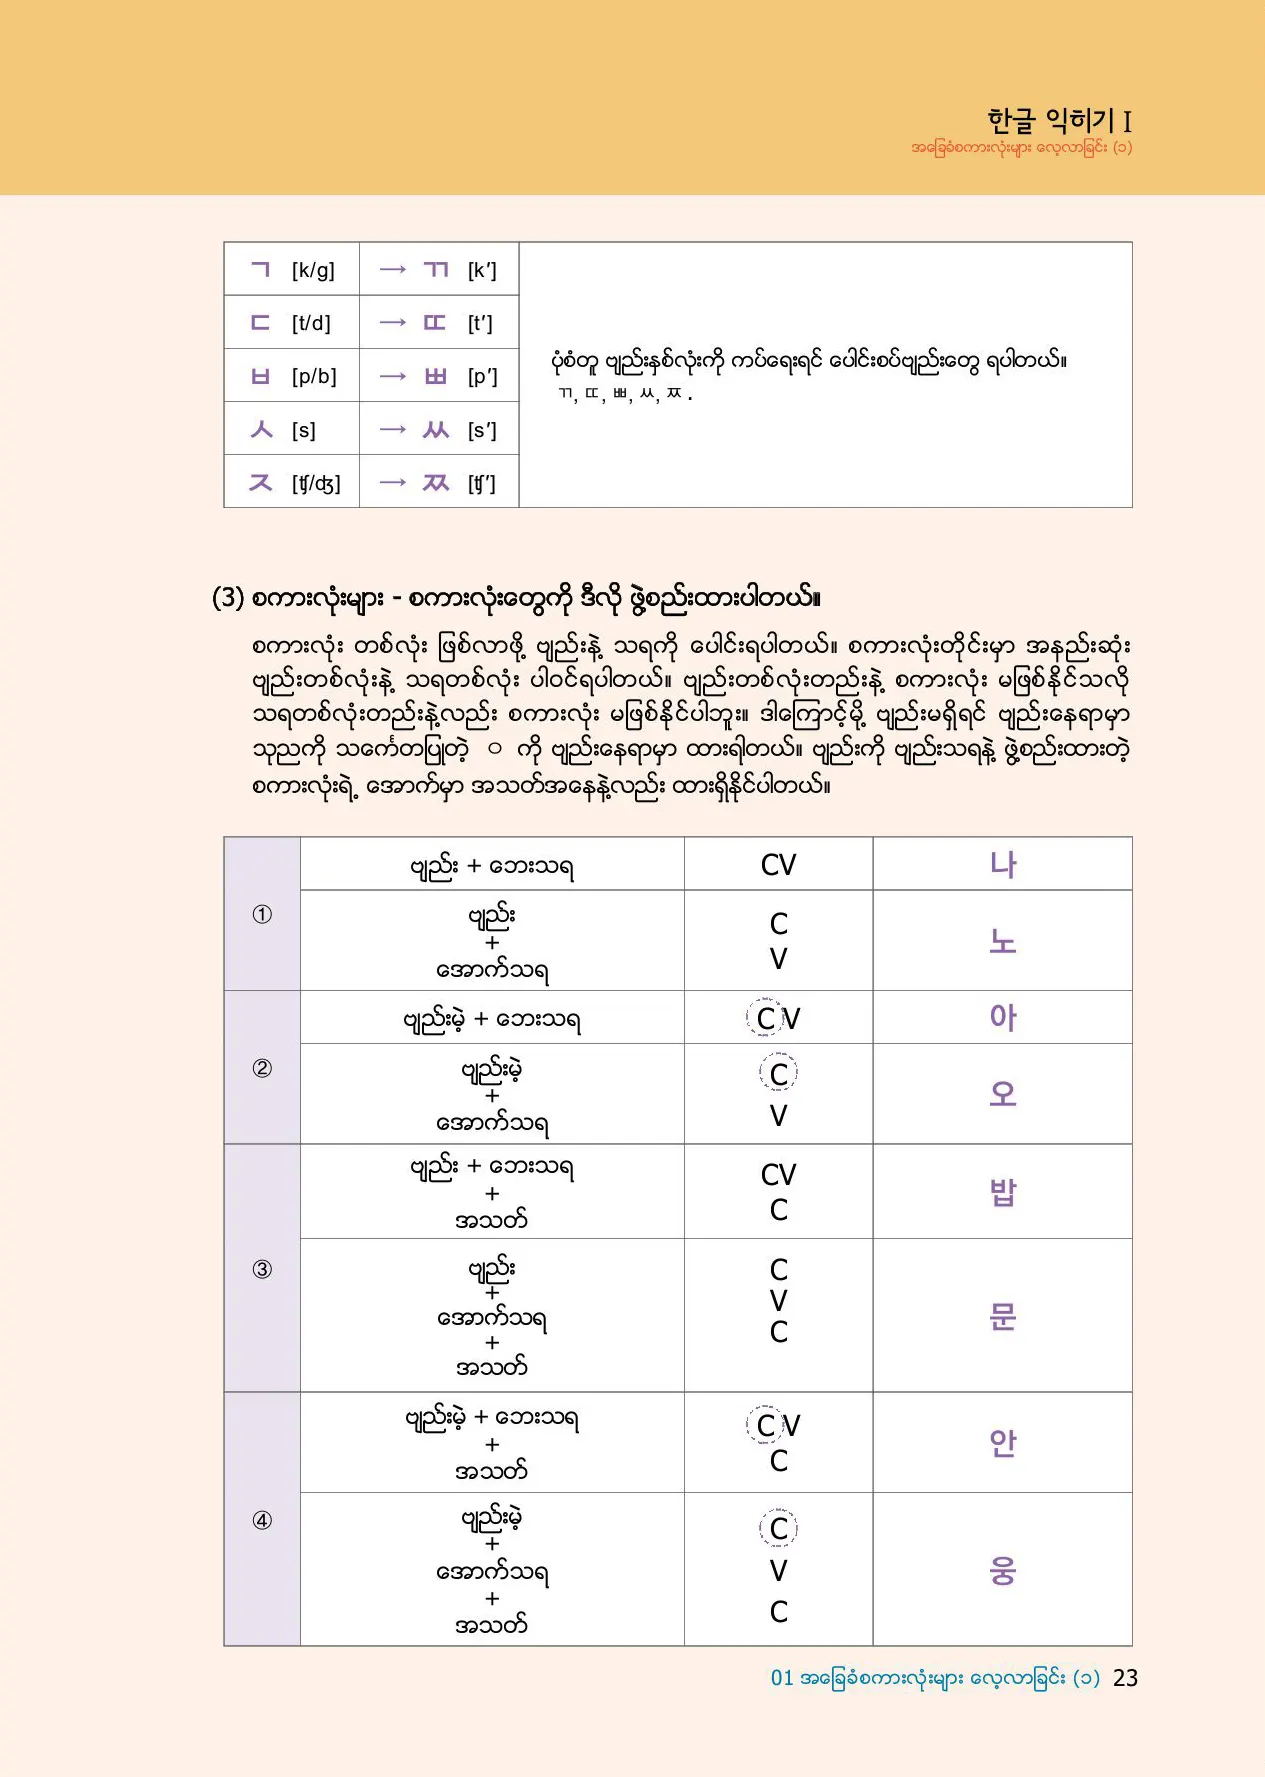 한글 익히기 I
အခြေခံစကားလုံးများ လေ့လာခြင်း (၁)
ㄱ [k/g] → ㄲ [k′]
ㄷ [t/d] → ㄸ [t′]
ㅂ [p/b] → ㅃ [p′]
ㅅ [s] → ㅆ [s′]
ㅈ [ʧ/ʤ] → ㅉ [ʧ′]
ပုံစံတူ ဗျည်းနှစ်လုံးကို ကပ်ရေးရင် ပေါင်းစပ်ဗျည်းတွေ ရပါတယ်။
ㄲ, ㄸ, ㅃ, ㅆ, ㅉ .
(3) စကားလုံးများ - စကားလုံးတွေကို ဒီလို ဖွဲ့စည်းထားပါတယ်။
စကားလုံး တစ်လုံး ဖြစ်လာဖို့ ဗျည်းနဲ့ သရကို ပေါင်းရပါတယ်။ စကားလုံးတိုင်းမှာ အနည်းဆုံး
ဗျည်းတစ်လုံးနဲ့ သရတစ်လုံး ပါဝင်ရပါတယ်။ ဗျည်းတစ်လုံးတည်းနဲ့ စကားလုံး မဖြစ်နိုင်သလို
သရတစ်လုံးတည်းနဲ့လည်း စကားလုံး မဖြစ်နိုင်ပါဘူး။ ဒါကြောင့်မို့ ဗျည်းမရှိရင် ဗျည်းနေရာမှာ
သုညကို သင်္ကေတပြုတဲ့ ㅇ ကို ဗျည်းနေရာမှာ ထားရါတယ်။ ဗျည်းကို ဗျည်းသရနဲ့ ဖွဲ့စည်းထားတဲ့
စကားလုံးရဲ့ အောက်မှာ အသတ်အနေနဲ့လည်း ထားရှိနိုင်ပါတယ်။
①
ဗျည်း + ဘေးသရ
CV
나
ဗျည်း
+
အောက်သရ
C
V
노
②
ဗျည်းမဲ့ + ဘေးသရ
C V
아
ဗျည်းမဲ့
+
အောက်သရ
C
V
오
③
ဗျည်း + ဘေးသရ
+
အသတ်
CV
C
밥
ဗျည်း
+
အောက်သရ
+
အသတ်
C
V
C
문
④
ဗျည်းမဲ့ + ဘေးသရ
+
အသတ်
C V
C
안
ဗျည်းမဲ့
+
အောက်သရ
+
အသတ်
C
V
C
웅
01 အခြေခံစကားလုံးများ လေ့လာခြင်း (၁) 23